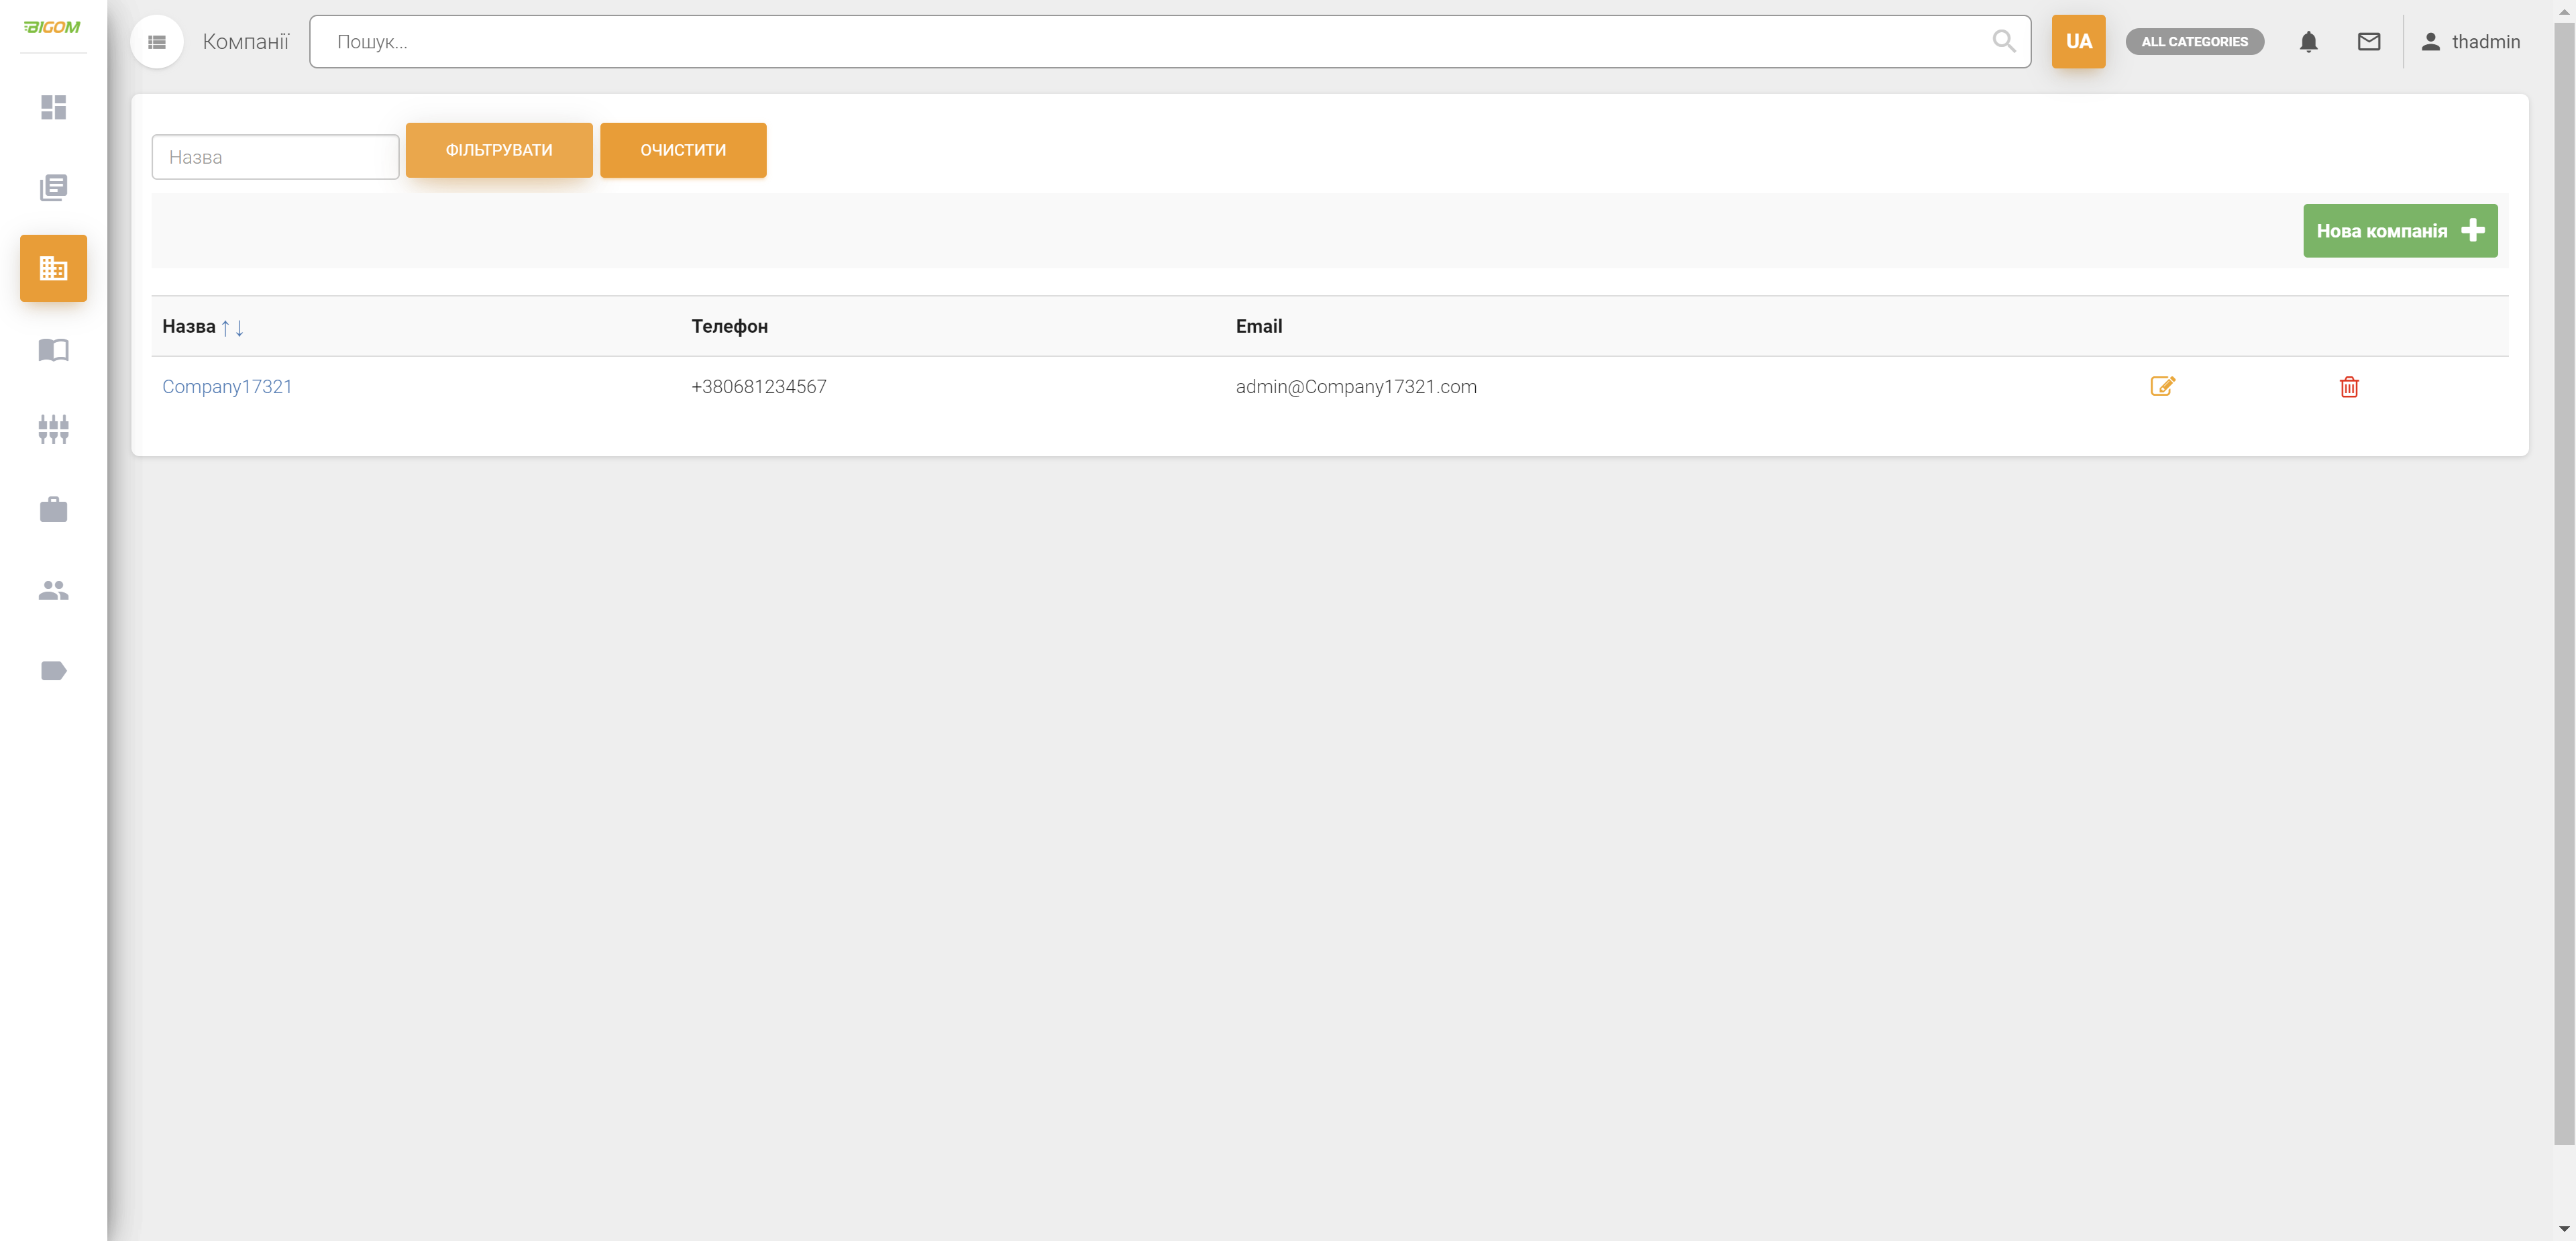 BIGOM
Компанії
Пошук...
UA
ALL CATEGORIES
thadmin
Назва
ФІЛЬТРУВАТИ
ОЧИСТИТИ
Нова компанія
Назва ↑↓ Телефон Email
Company17321 +380681234567 admin@Company17321.com